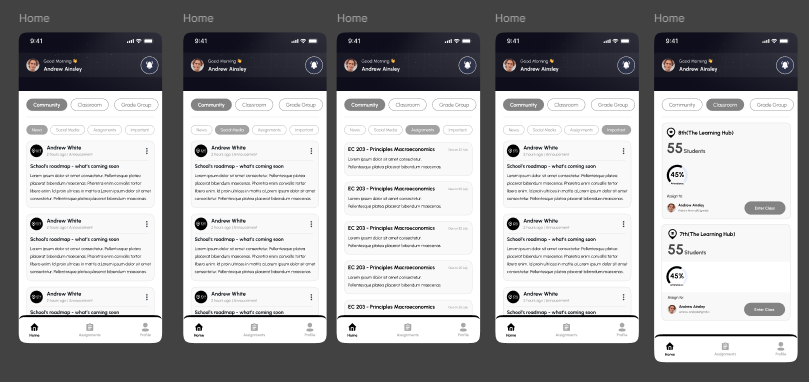 Home
9:41
Good Morning 👋
Andrew Ainsley
Community Classroom Grade Group
News Social Media Assignments Important
Andrew White
2 hours ago | Announcement
School's roadmap - what's coming soon
Lorem ipsum dolor sit amet consectetur. Pellentesque platea
placerat bibendum maecenas. Pharetra enim convallis tortor
libero enim. Id proin ultrices in mattis a.Lorem ipsum dolor sit amet
consectetur. Pellentesque platea placerat bibendum maecenas.
Andrew White
2 hours ago | Announcement
School's roadmap - what's coming soon
Lorem ipsum dolor sit amet consectetur. Pellentesque platea
placerat bibendum maecenas. Pharetra enim convallis tortor
libero enim. Id proin ultrices in mattis a.Lorem ipsum dolor sit amet
consectetur. Pellentesque platea placerat bibendum maecenas.
Andrew White
2 hours ago | Announcement
School's roadmap - what's coming soon
Home Assignments Profile
Home
9:41
Good Morning 👋
Andrew Ainsley
Community Classroom Grade Group
News Social Media Assignments Important
Andrew White
2 hours ago | Announcement
School's roadmap - what's coming soon
Lorem ipsum dolor sit amet consectetur. Pellentesque platea
placerat bibendum maecenas. Pharetra enim convallis tortor
libero enim. Id proin ultrices in mattis a.Lorem ipsum dolor sit amet
consectetur. Pellentesque platea placerat bibendum maecenas.
Andrew White
2 hours ago | Announcement
School's roadmap - what's coming soon
Lorem ipsum dolor sit amet consectetur. Pellentesque platea
placerat bibendum maecenas. Pharetra enim convallis tortor
libero enim. Id proin ultrices in mattis a.Lorem ipsum dolor sit amet
consectetur. Pellentesque platea placerat bibendum maecenas.
Andrew White
2 hours ago | Announcement
School's roadmap - what's coming soon
Home Assignments Profile
Home
9:41
Good Morning 👋
Andrew Ainsley
Community Classroom Grade Group
News Social Media Assignments Important
EC 203 - Principles Macroeconomics
Lorem ipsum dolor sit amet consectetur.
Pellentesque platea placerat bibendum maecenas.
EC 203 - Principles Macroeconomics
Lorem ipsum dolor sit amet consectetur.
Pellentesque platea placerat bibendum maecenas.
EC 203 - Principles Macroeconomics
Lorem ipsum dolor sit amet consectetur.
Pellentesque platea placerat bibendum maecenas.
EC 203 - Principles Macroeconomics
Lorem ipsum dolor sit amet consectetur.
Pellentesque platea placerat bibendum maecenas.
EC 203 - Principles Macroeconomics
Home Assignments Profile
Home
9:41
Good Morning 👋
Andrew Ainsley
Community Classroom Grade Group
News Social Media Assignments Important
Andrew White
2 hours ago | Announcement
School's roadmap - what's coming soon
Lorem ipsum dolor sit amet consectetur. Pellentesque platea
placerat bibendum maecenas. Pharetra enim convallis tortor
libero enim. Id proin ultrices in mattis a.Lorem ipsum dolor sit amet
consectetur. Pellentesque platea placerat bibendum maecenas.
Andrew White
2 hours ago | Announcement
School's roadmap - what's coming soon
Lorem ipsum dolor sit amet consectetur. Pellentesque platea
placerat bibendum maecenas. Pharetra enim convallis tortor
libero enim. Id proin ultrices in mattis a.Lorem ipsum dolor sit amet
consectetur. Pellentesque platea placerat bibendum maecenas.
Andrew White
2 hours ago | Announcement
School's roadmap - what's coming soon
Home Assignments Profile
Home
9:41
Good Morning 👋
Andrew Ainsley
Community Classroom Grade Group
8th(The Learning Hub)
55 Students
45%
Assign to:
Andrew Ainsley
Enter Class
7th(The Learning Hub)
55 Students
45%
Assign to:
Andrew Ainsley
Enter Class
Home Assignments Profile